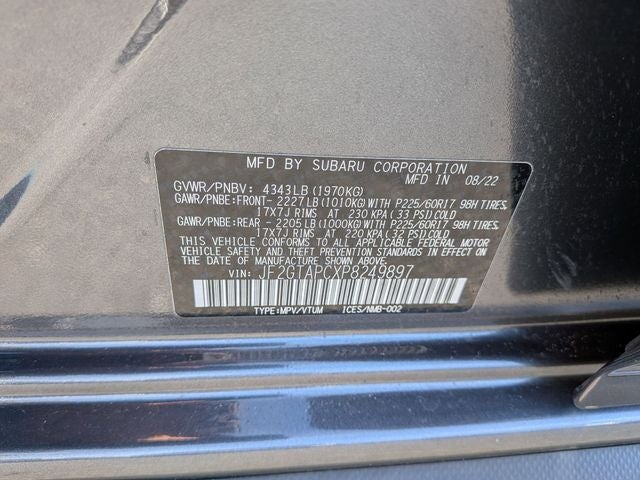 MFD BY SUBARU CORPORATION
MFD IN 08/22
GVWR/PNBV: 4343LB(1970KG)
GAWR/PNBE:FRONT- 2227LB(1010KG)WITH P225/60R17 98H TIRES,
17X7J RIMS AT 230 KPA(33 PSI)COLD
GAWR/PNBE:REAR - 2205LB(1000KG)WITH P225/60R17 98H TIRES,
17X7J RIMS AT 220 KPA(32 PSI)COLD
THIS VEHICLE CONFORMS TO ALL APPLICABLE FEDERAL MOTOR
VEHICLE SAFETY AND THEFT PREVENTION STANDARDS IN EFFECT ON
THE DATE OF MANUFACTURE SHOWN ABOVE.
VIN: JF2GTAPCXP8249897
TYPE:MPV/VTUM ICES/NMB-002